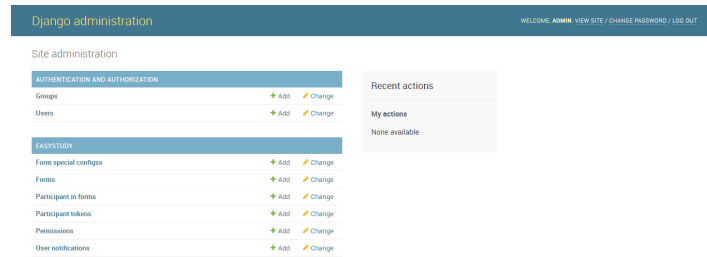 Django administration
WELCOME, ADMIN. VIEW SITE / CHANGE PASSWORD / LOG OUT
Site administration
AUTHENTICATION AND AUTHORIZATION
Groups + Add Change
Users + Add Change
EASYSTUDY
Form special configss + Add Change
Forms + Add Change
Participant in forms + Add Change
Participant tokens + Add Change
Permissions + Add Change
User notifications + Add Change
Recent actions
My actions
None available